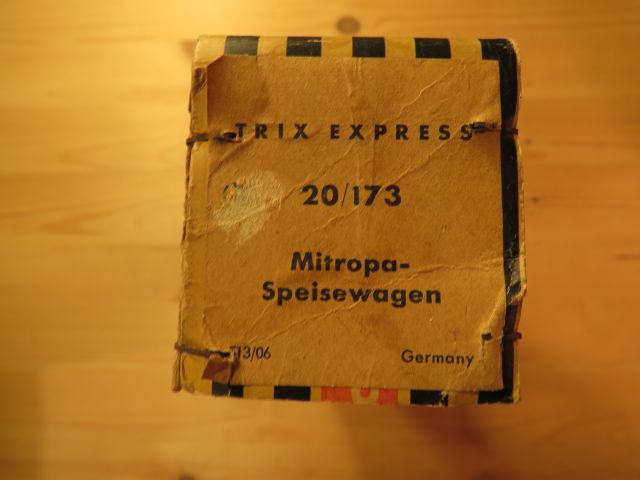 TRIX EXPRESS
20/173
Mitropa-
Speisewagen
Germany